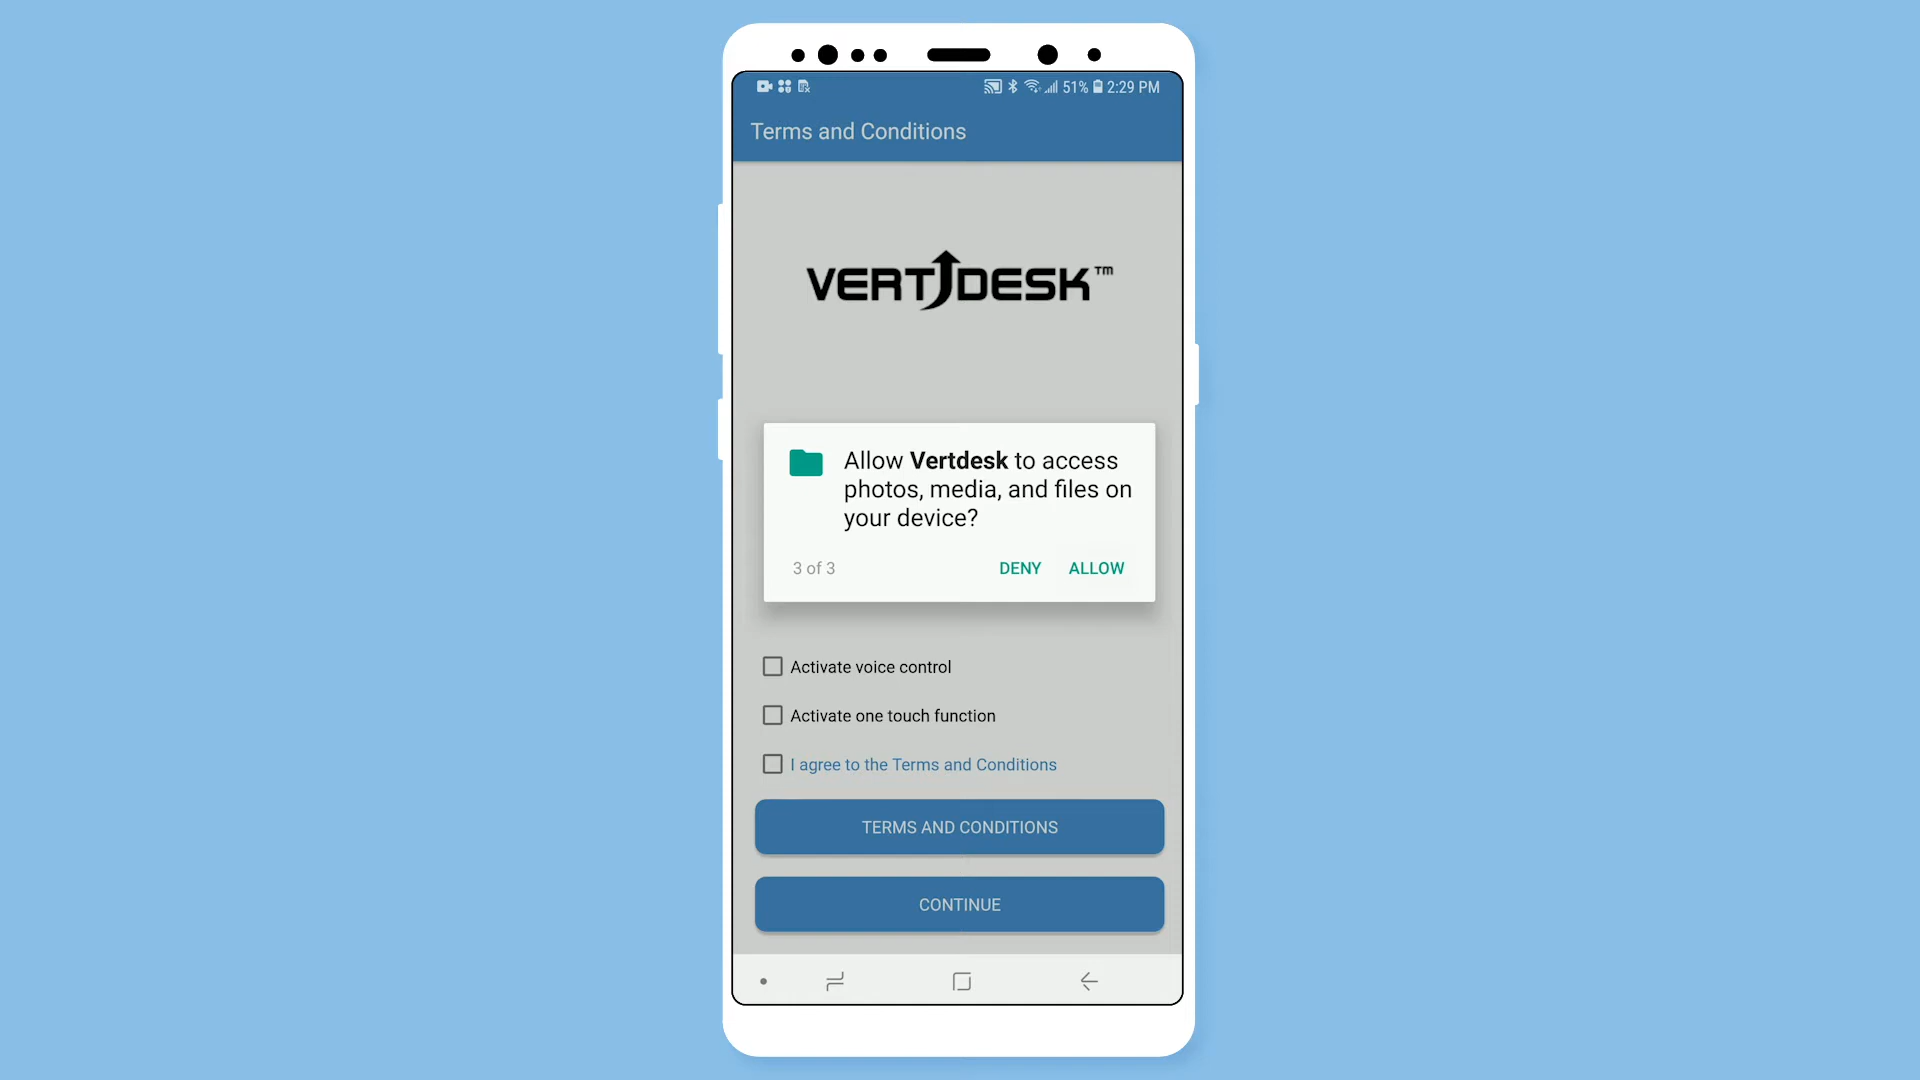 51% 2:29 PM
Terms and Conditions
VERTDESK™
Allow Vertdesk to access
photos, media, and files on
your device?
3 of 3 DENY ALLOW
Activate voice control
Activate one touch function
I agree to the Terms and Conditions
TERMS AND CONDITIONS
CONTINUE